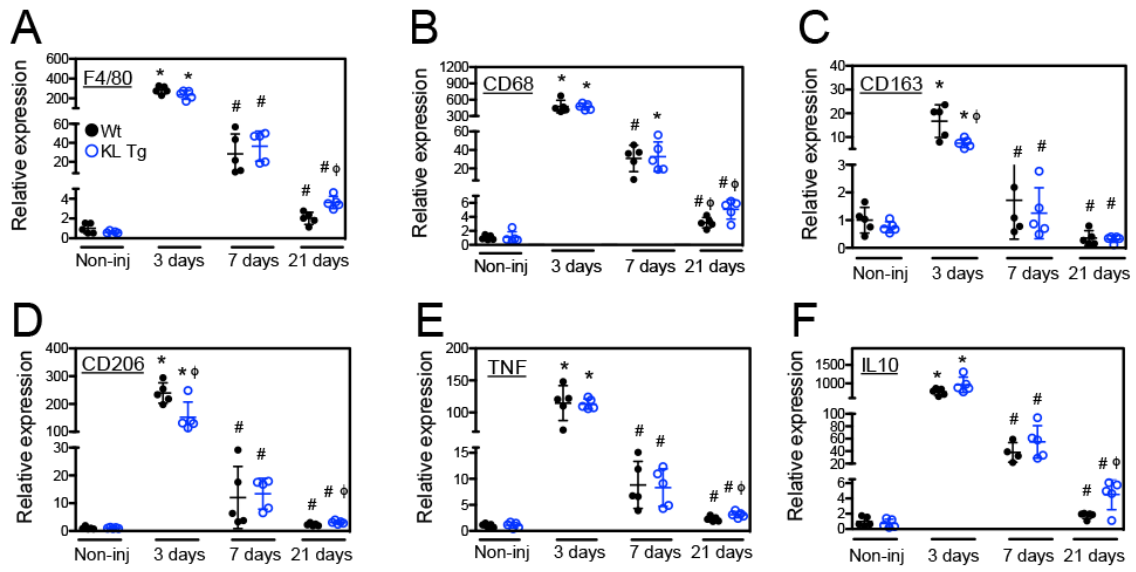 A
Relative expression
600
400
200
60
40
20
4
2
0
F4/80
Wt
KL Tg
* *
# #
# # ϕ
Non-inj 3 days 7 days 21 days
B
Relative expression
1200
900
600
300
60
40
20
6
4
2
0
CD68
* *
# *
# ϕ # ϕ
Non-inj 3 days 7 days 21 days
C
Relative expression
40
30
20
10
0
3
2
1
0
CD163
* * ϕ
# #
# #
Non-inj 3 days 7 days 21 days
D
Relative expression
400
300
200
100
30
20
10
0
CD206
* * ϕ
# #
# # ϕ
Non-inj 3 days 7 days 21 days
E
Relative expression
200
150
100
50
15
10
5
0
TNF
* *
# #
# # ϕ
Non-inj 3 days 7 days 21 days
F
Relative expression
1500
1000
500
100
80
60
40
20
6
4
2
0
IL10
* *
# #
# # ϕ
Non-inj 3 days 7 days 21 days